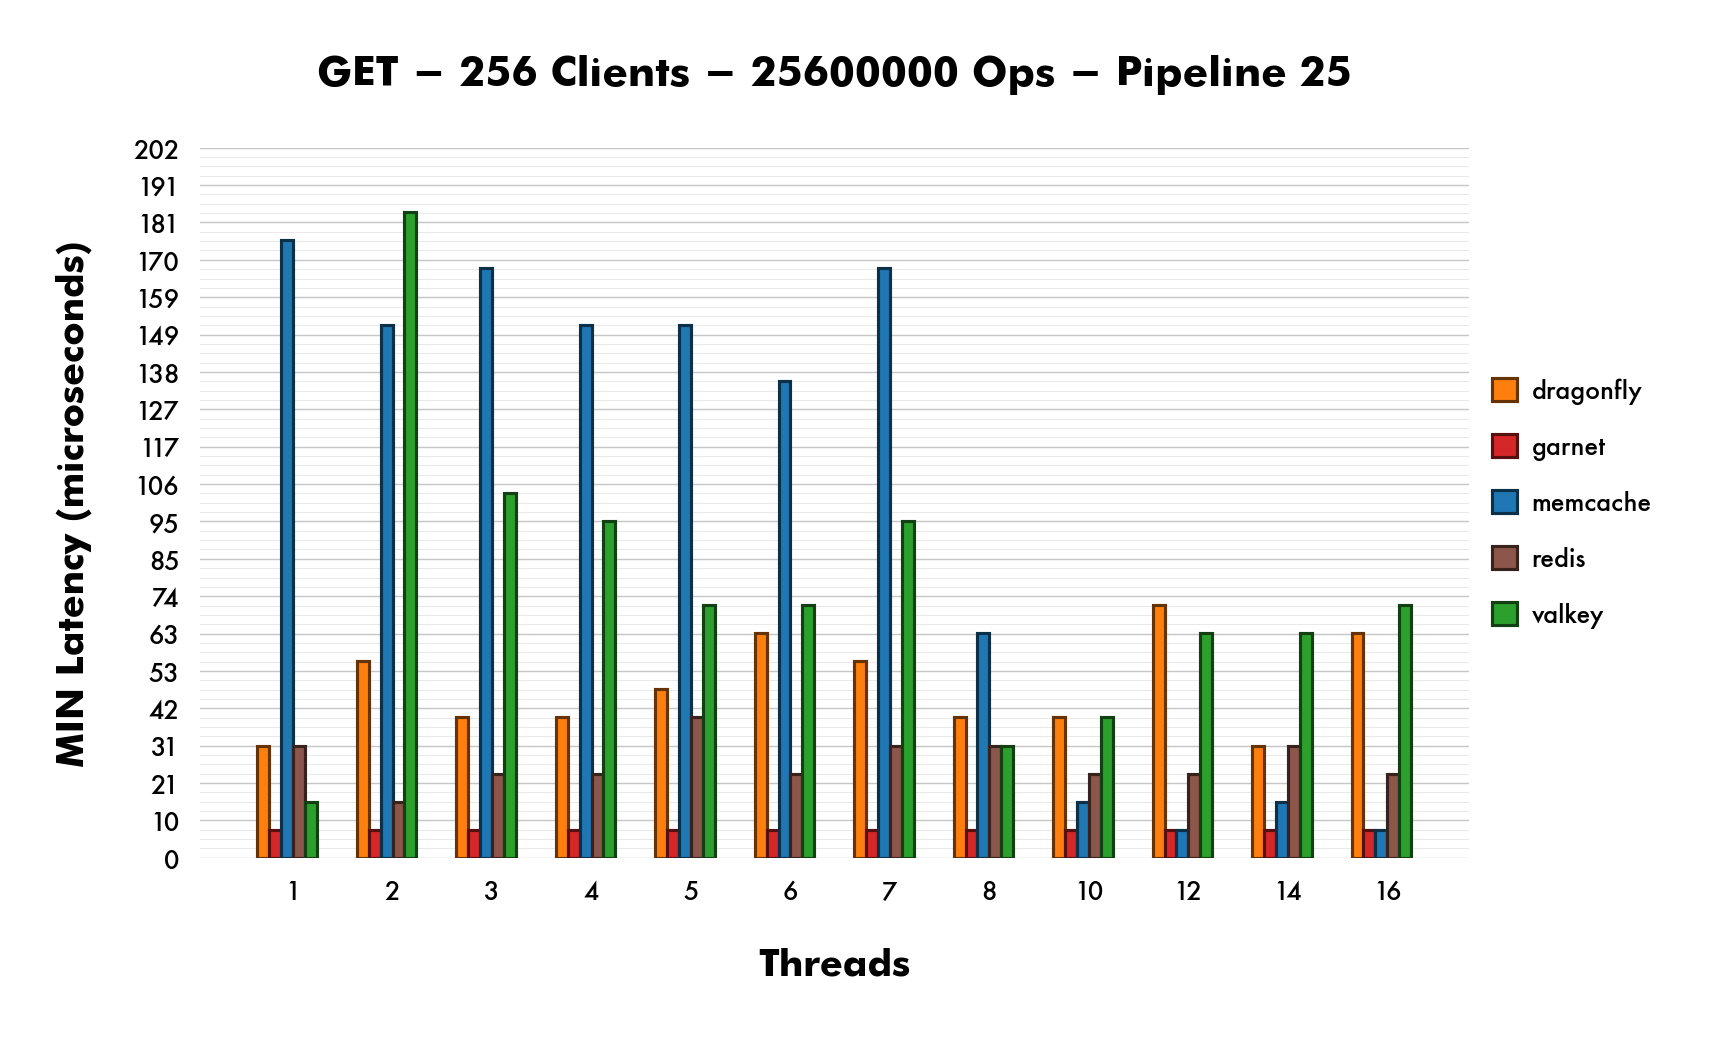 GET – 256 Clients – 25600000 Ops – Pipeline 25
MIN Latency (microseconds)
202
191
181
170
159
149
138
127
117
106
95
85
74
63
53
42
31
21
10
0
1 2 3 4 5 6 7 8 10 12 14 16
Threads
dragonfly
garnet
memcache
redis
valkey